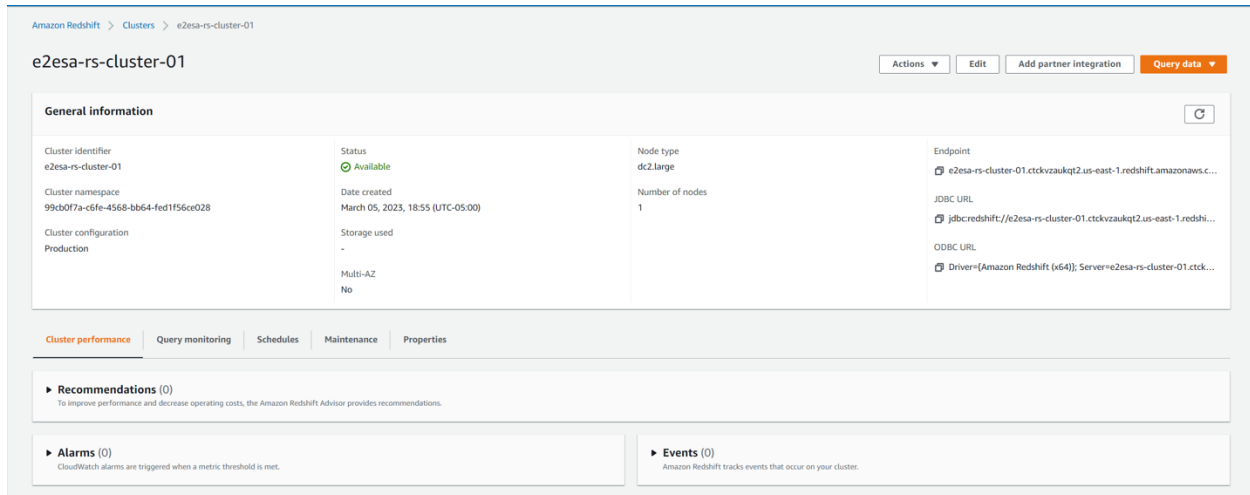 Amazon Redshift > Clusters > e2esa-rs-cluster-01
e2esa-rs-cluster-01
Actions ▼ Edit Add partner integration Query data ▼
General information
Cluster identifier
e2esa-rs-cluster-01
Cluster namespace
99cb0f7a-c6fe-4568-bb64-fed1f56ce028
Cluster configuration
Production
Status
Available
Date created
March 05, 2023, 18:55 (UTC-05:00)
Storage used
-
Multi-AZ
No
Node type
dc2.large
Number of nodes
1
Endpoint
e2esa-rs-cluster-01.ctckvzaukqt2.us-east-1.redshift.amazonaws.c...
JDBC URL
jdbc:redshift://e2esa-rs-cluster-01.ctckvzaukqt2.us-east-1.redshi...
ODBC URL
Driver={Amazon Redshift (x64)}; Server=e2esa-rs-cluster-01.ctck...
Cluster performance Query monitoring Schedules Maintenance Properties
Recommendations (0)
To improve performance and decrease operating costs, the Amazon Redshift Advisor provides recommendations.
Alarms (0)
CloudWatch alarms are triggered when a metric threshold is met.
Events (0)
Amazon Redshift tracks events that occur on your cluster.